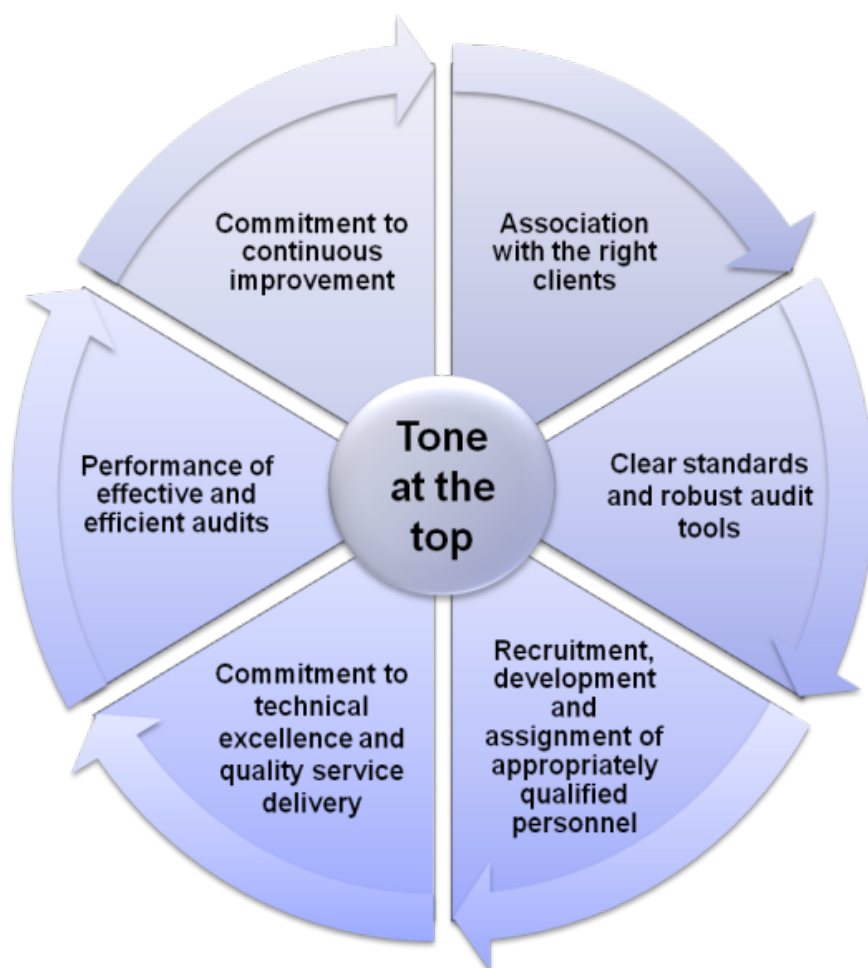 Commitment to
continuous
improvement
Association
with the right
clients
Tone
at the
top
Performance of
effective and
efficient audits
Clear standards
and robust audit
tools
Commitment to
technical
excellence and
quality service
delivery
Recruitment,
development
and
assignment of
appropriately
qualified
personnel